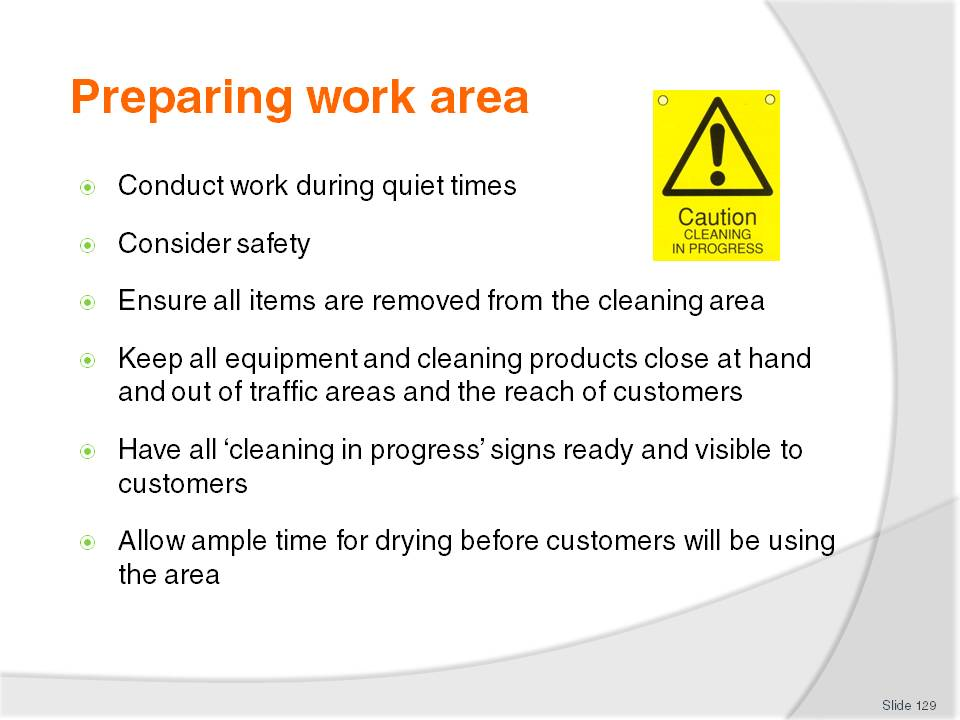 Preparing work area
Caution
CLEANING
IN PROGRESS
Conduct work during quiet times
Consider safety
Ensure all items are removed from the cleaning area
Keep all equipment and cleaning products close at hand
and out of traffic areas and the reach of customers
Have all ‘cleaning in progress’ signs ready and visible to
customers
Allow ample time for drying before customers will be using
the area
Slide 129